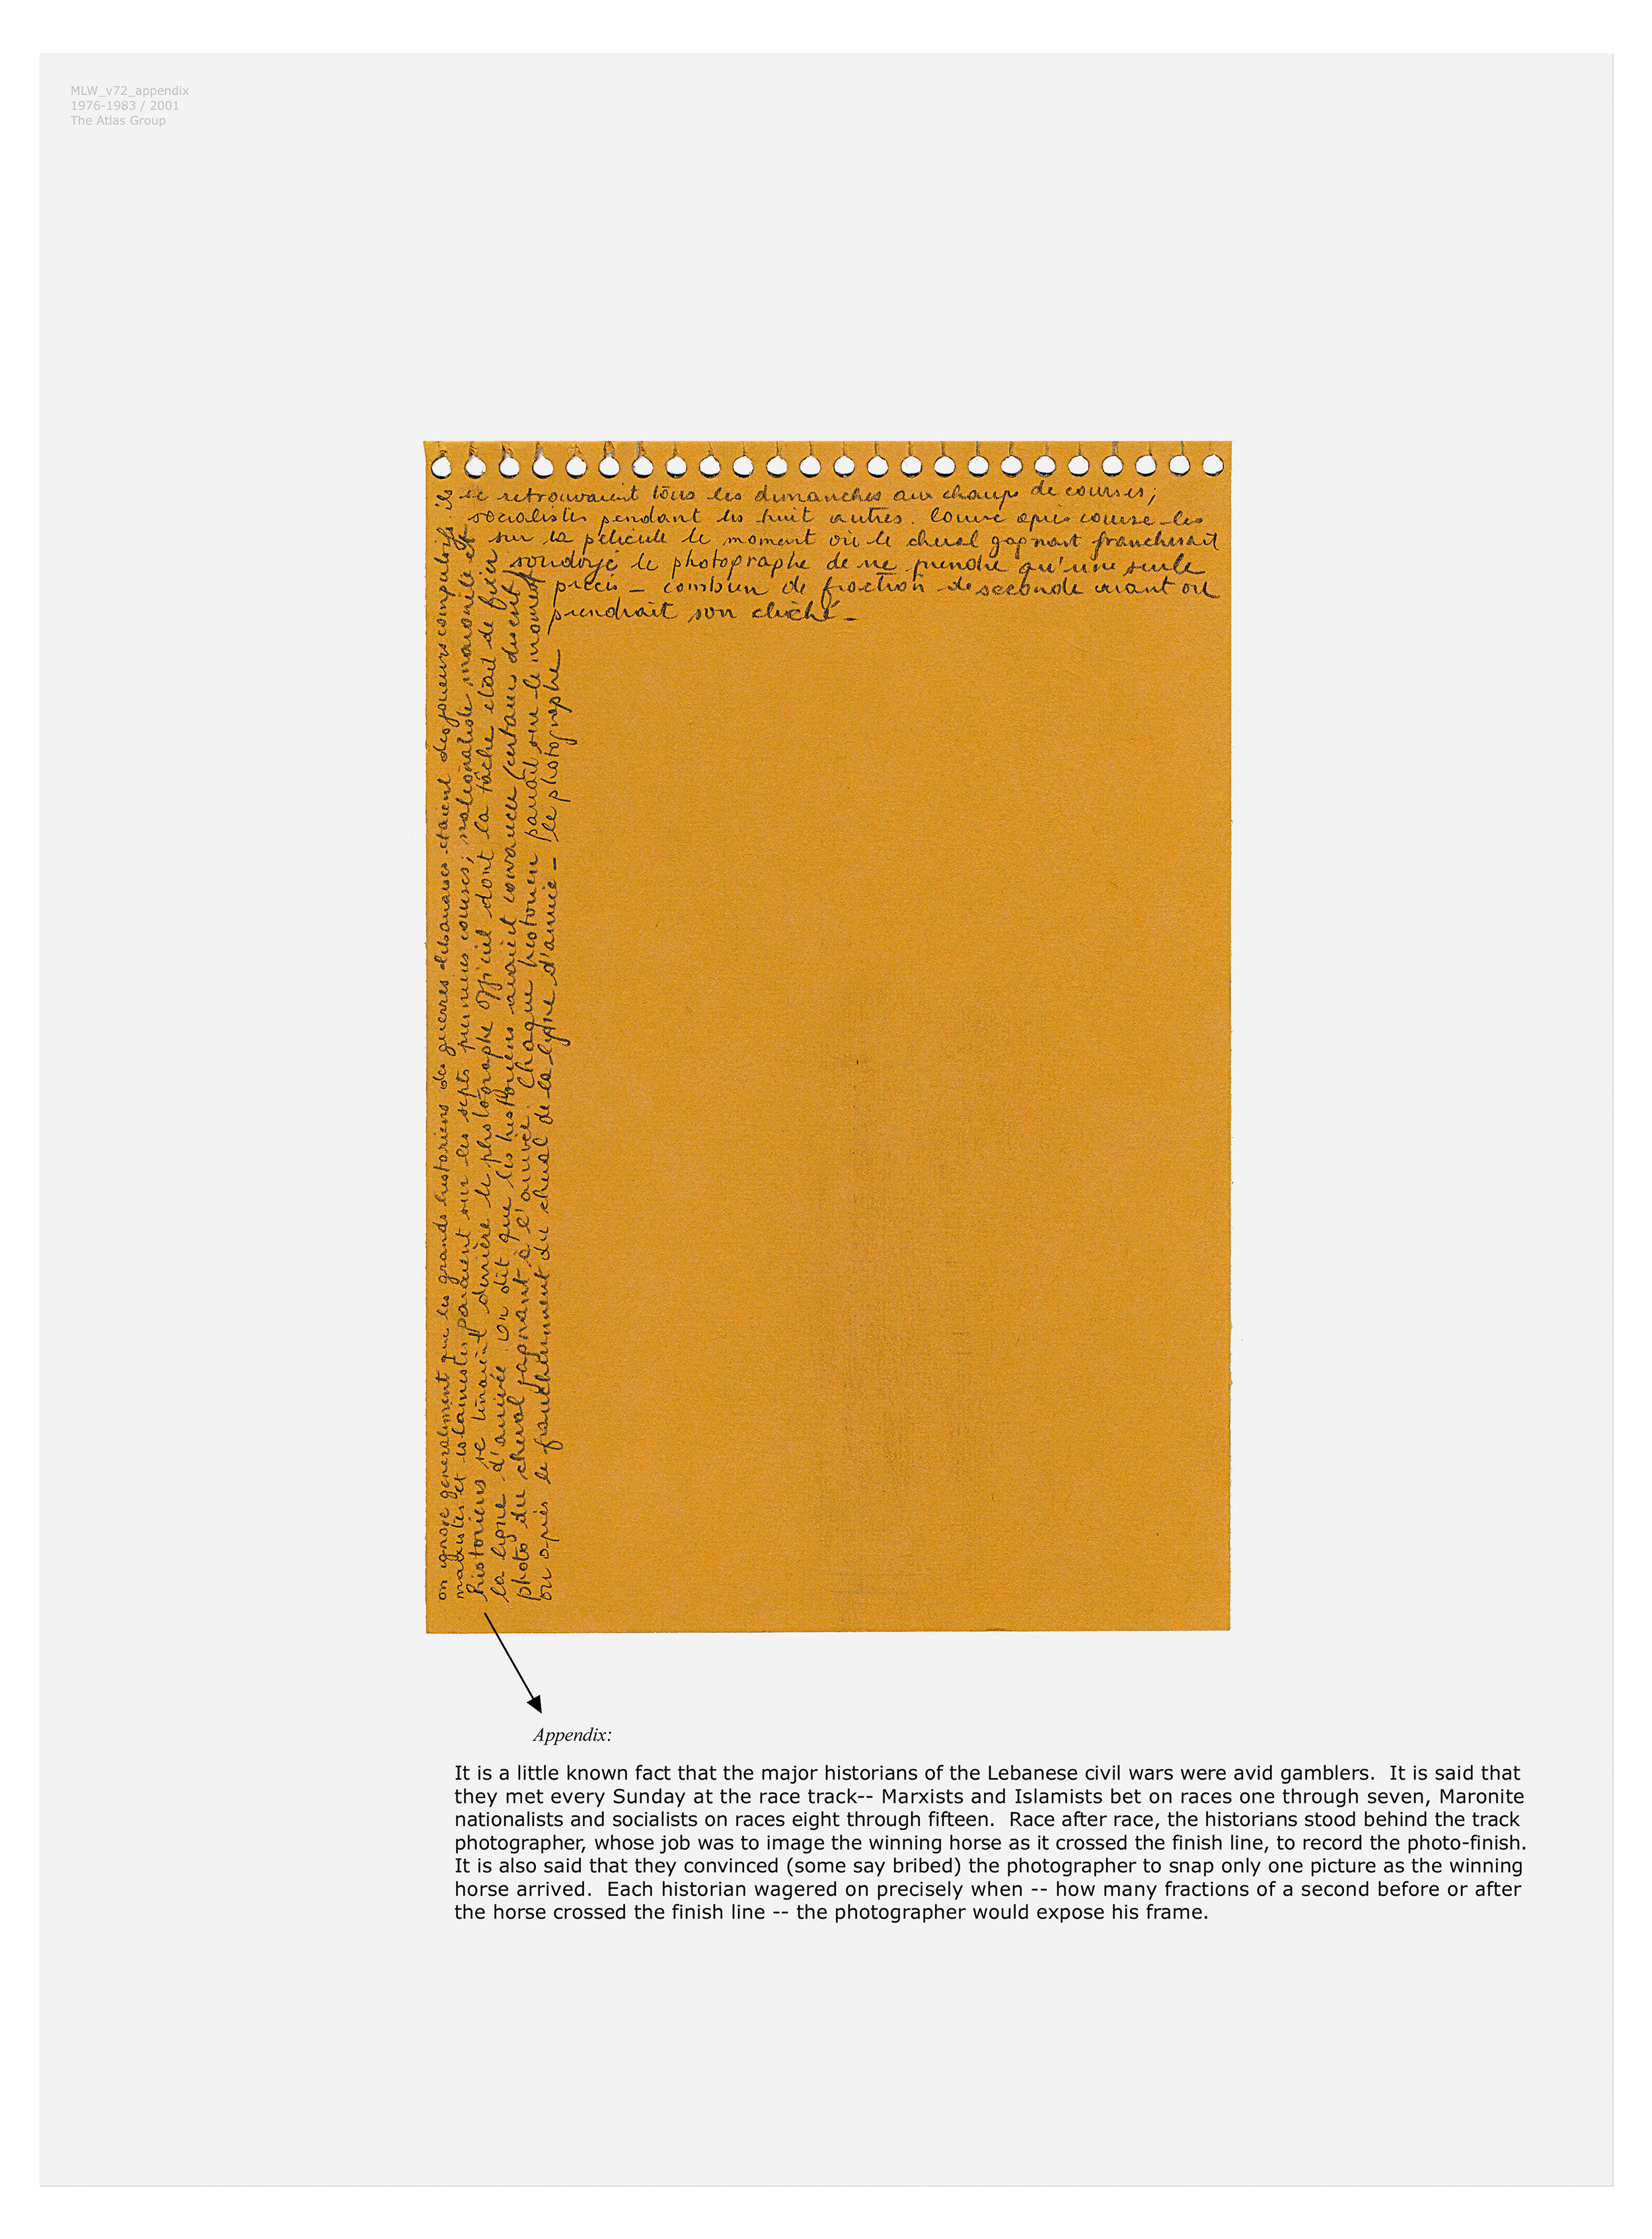 MLW_v72_appendix
1976-1983 / 2001
The Atlas Group
on ignore generalement que les grands historiens des guerres libanaises etaient des joueurs compulsifs ils se retrouvaient tous les dimanches aux champs de courses;
marxistes et islamistes pariaient sur les septs premieres courses; nationaliste maronite et socialistes pendant les huit autres. Course après course les
historiens se tenaient derrière le photographe officiel dont la tâche etait de fixer sur la pelicule le moment où le cheval gagnant franchissait
la ligne d'arrivée. On dit que les historiens avaient convaincu (certains disent) soudoyé le photographe de ne prendre qu'une seule
photo du cheval gagnant à l'arrivée. Chaque historien pariait sur le moment précis – combien de fraction de seconde avant ou
ou après le franchissement du cheval de la ligne d'arrivée – le photographe prendrait son cliché –
Appendix:
It is a little known fact that the major historians of the Lebanese civil wars were avid gamblers.  It is said that
they met every Sunday at the race track-- Marxists and Islamists bet on races one through seven, Maronite
nationalists and socialists on races eight through fifteen.  Race after race, the historians stood behind the track
photographer, whose job was to image the winning horse as it crossed the finish line, to record the photo-finish.
It is also said that they convinced (some say bribed) the photographer to snap only one picture as the winning
horse arrived.  Each historian wagered on precisely when -- how many fractions of a second before or after
the horse crossed the finish line -- the photographer would expose his frame.